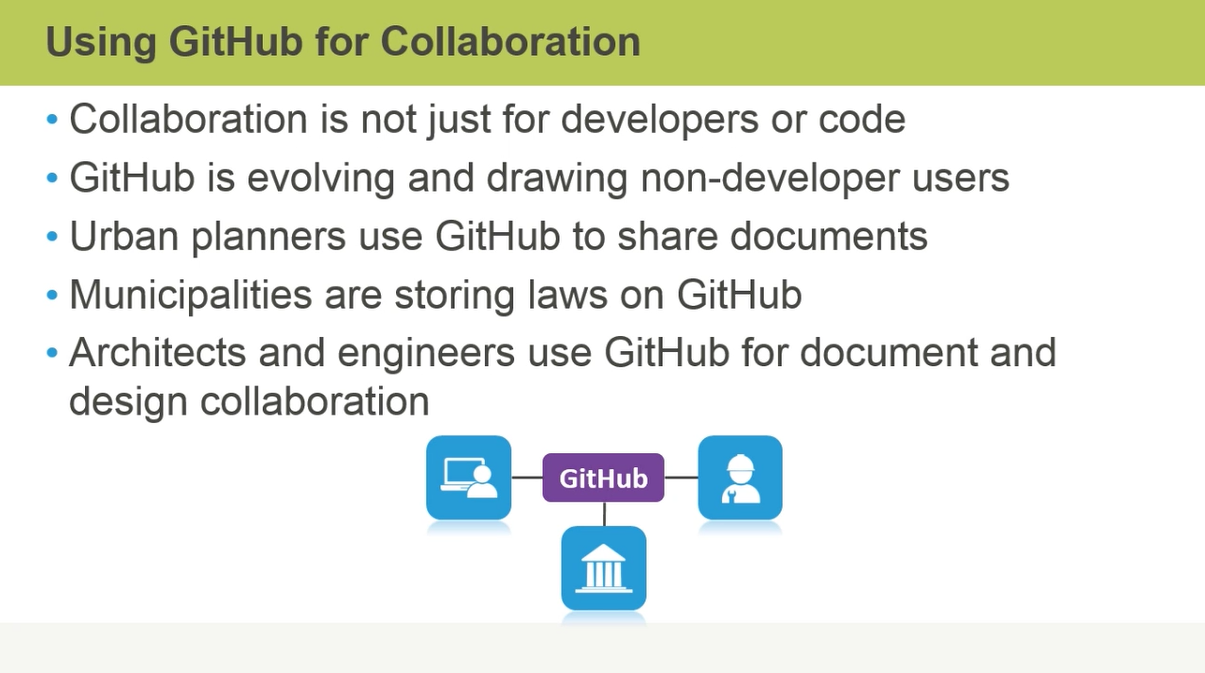 Using GitHub for Collaboration
• Collaboration is not just for developers or code
• GitHub is evolving and drawing non-developer users
• Urban planners use GitHub to share documents
• Municipalities are storing laws on GitHub
• Architects and engineers use GitHub for document and
design collaboration
GitHub